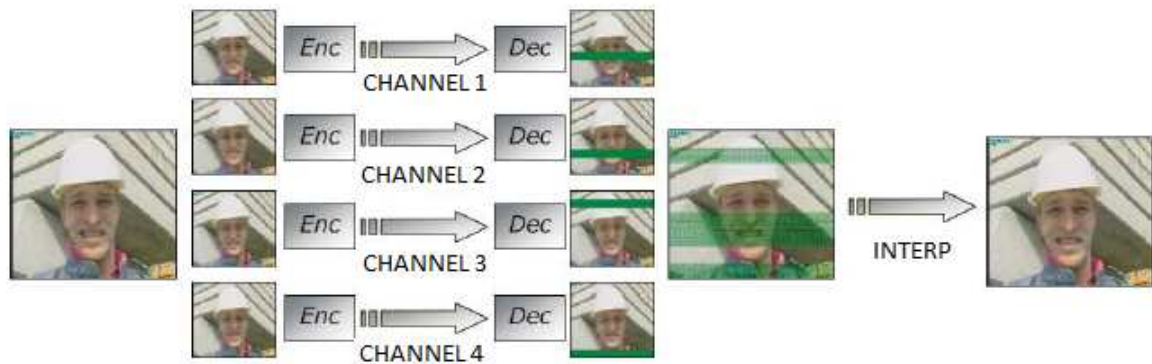 Enc Dec
CHANNEL 1
Enc Dec
CHANNEL 2
Enc Dec
CHANNEL 3
INTERP
Enc Dec
CHANNEL 4